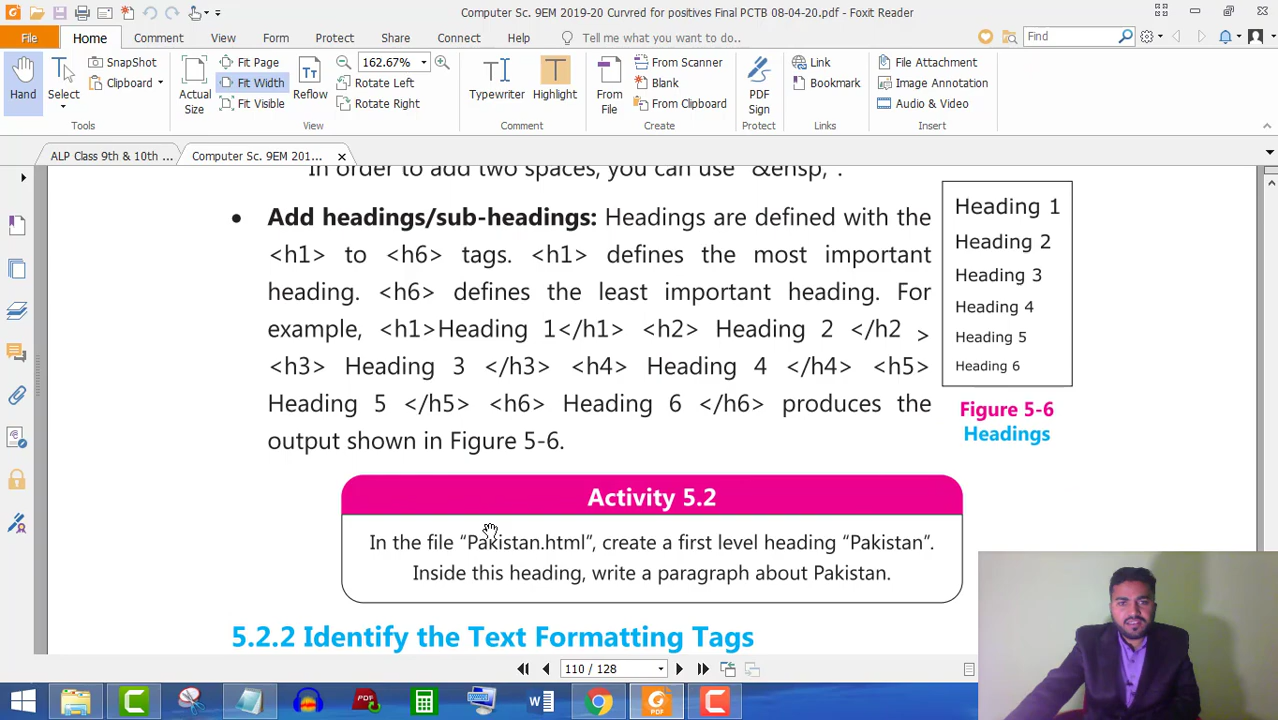 Computer Sc. 9EM 2019-20 Curvred for positives Final PCTB 08-04-20.pdf - Foxit Reader
File Home Comment View Form Protect Share Connect Help Tell me what you want to do... Find
Hand
Select
SnapShot
Clipboard
Tools
Actual Size
Fit Page
Fit Width
Fit Visible
Reflow
162.67%
Rotate Left
Rotate Right
View
Typewriter
Highlight
Comment
From File
From Scanner
Blank
From Clipboard
Create
PDF Sign
Protect
Link
Bookmark
Links
File Attachment
Image Annotation
Audio & Video
Insert
ALP Class 9th & 10th ...
Computer Sc. 9EM 201...
In order to add two spaces, you can use "&ensp;".
• Add headings/sub-headings: Headings are defined with the
<h1> to <h6> tags. <h1> defines the most important
heading. <h6> defines the least important heading. For
example, <h1>Heading 1</h1> <h2> Heading 2 </h2 >
<h3> Heading 3 </h3> <h4> Heading 4 </h4> <h5>
Heading 5 </h5> <h6> Heading 6 </h6> produces the
output shown in Figure 5-6.
Heading 1
Heading 2
Heading 3
Heading 4
Heading 5
Heading 6
Figure 5-6
Headings
Activity 5.2
In the file “Pakistan.html”, create a first level heading “Pakistan”.
Inside this heading, write a paragraph about Pakistan.
5.2.2 Identify the Text Formatting Tags
110 / 128